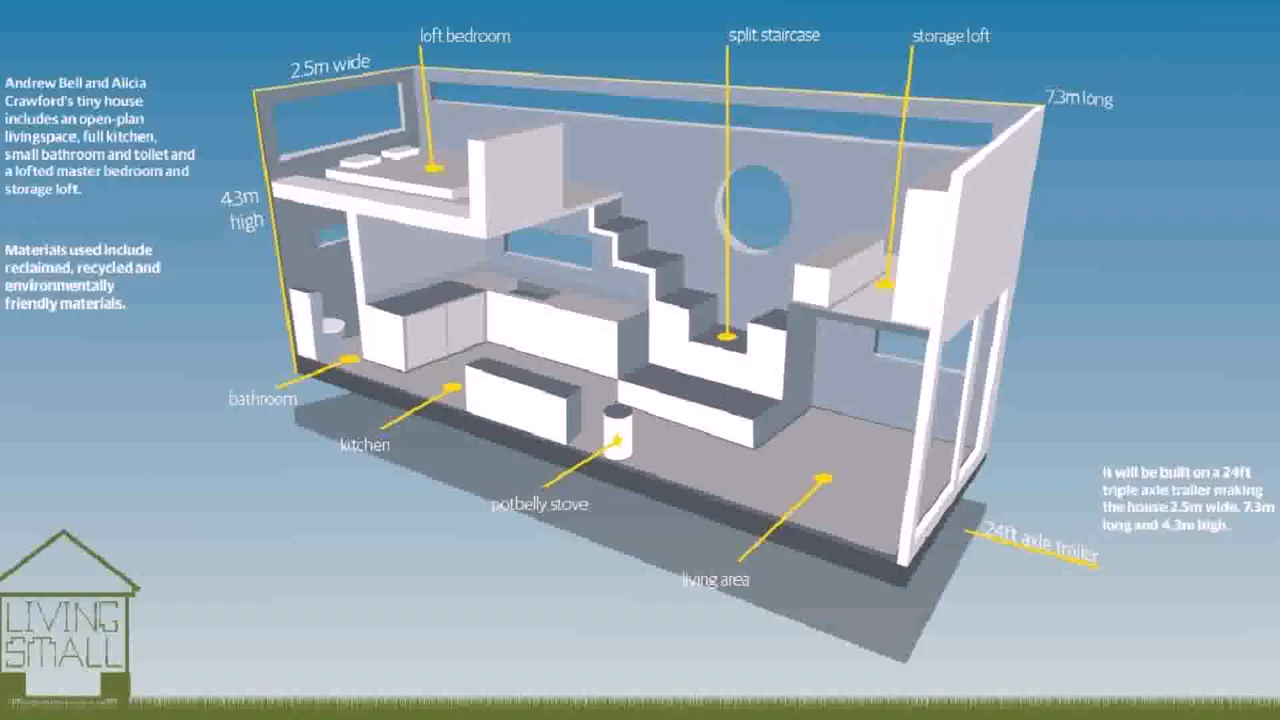 loft bedroom
split staircase
storage loft
2.5m wide
7.3m long
Andrew Bell and Alicia
Crawford's tiny house
includes an open-plan
livingspace, full kitchen,
small bathroom and toilet and
a lofted master bedroom and
storage loft.
4.3m
high
Materials used include
reclaimed, recycled and
environmentally
friendly materials.
bathroom
kitchen
potbelly stove
living area
It will be built on a 24ft
triple axle trailer making
the house 2.5m wide. 7.3m
long and 4.3m high.
24ft axle trailer
LIVING
SMALL